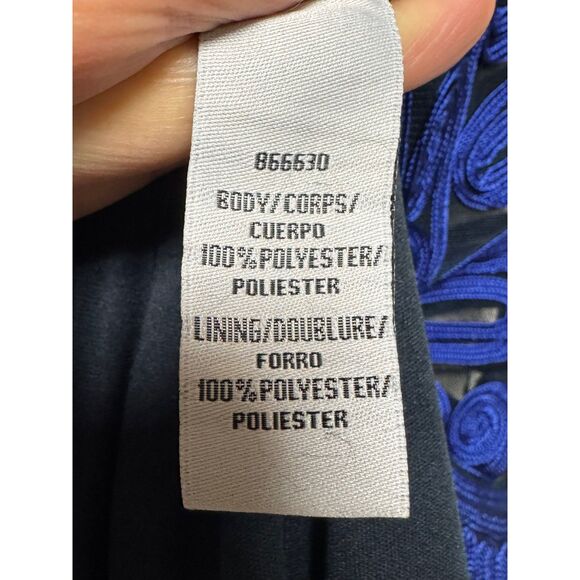 866630
BODY/CORPS/
CUERPO
100%POLYESTER/
POLIESTER
LINING/DOUBLURE/
FORRO
100%POLYESTER/
POLIESTER